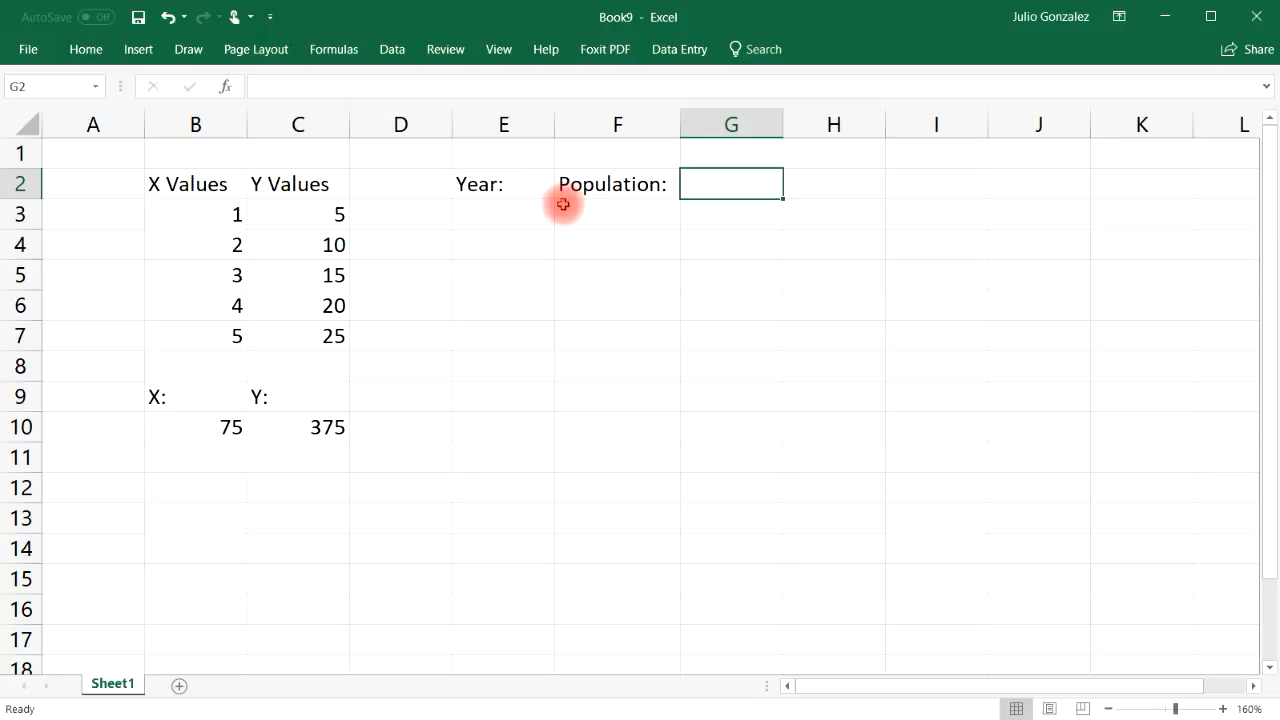 AutoSave Off Book9 - Excel Julio Gonzalez
File Home Insert Draw Page Layout Formulas Data Review View Help Foxit PDF Data Entry Search Share
G2 fx
A B C D E F G H I J K L
1
2 X Values Y Values Year: Population:
3 1 5
4 2 10
5 3 15
6 4 20
7 5 25
8
9 X: Y:
10 75 375
11
12
13
14
15
16
17
18
Sheet1
Ready 160%